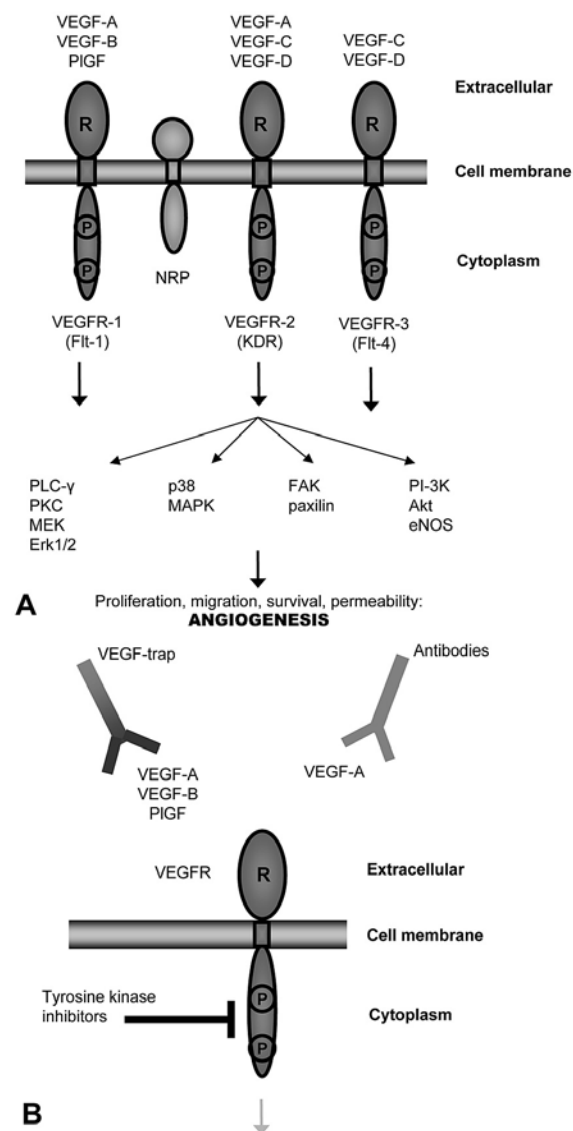 VEGF-A
VEGF-B
PlGF
VEGF-A
VEGF-C
VEGF-D
VEGF-C
VEGF-D
Extracellular
R
R
R
Cell membrane
P
P
P
P
P
P
Cytoplasm
NRP
VEGFR-1
(Flt-1)
VEGFR-2
(KDR)
VEGFR-3
(Flt-4)
PLC-γ
PKC
MEK
Erk1/2
p38
MAPK
FAK
paxilin
PI-3K
Akt
eNOS
A
Proliferation, migration, survival, permeability:
ANGIOGENESIS
VEGF-trap
Antibodies
VEGF-A
VEGF-B
PlGF
VEGF-A
VEGFR
R
Extracellular
Cell membrane
Tyrosine kinase
inhibitors
P
P
Cytoplasm
B